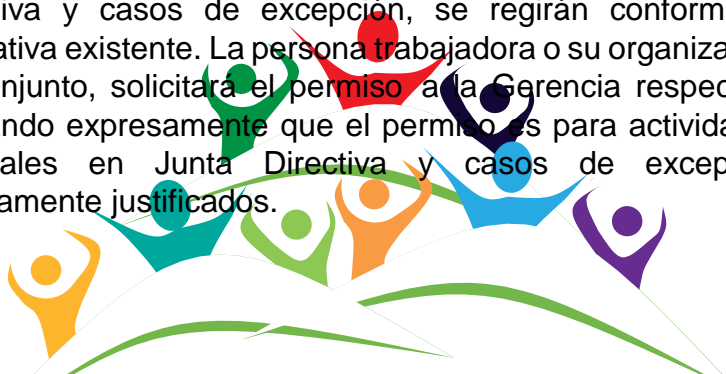 iva y casos de excepción, se regirán conform
ativa existente. La persona trabajadora o su organiza
njunto, solicitará el permiso a la Gerencia respec
ando expresamente que el permiso es para activida
ales en Junta Directiva y casos de excep
amente justificados.